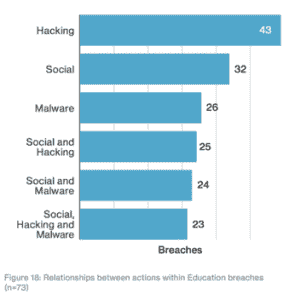 Hacking
43
Social
32
Malware
26
Social and
Hacking
25
Social and
Malware
24
Social,
Hacking and
Malware
23
Breaches
Figure 18: Relationships between actions within Education breaches
(n=73)